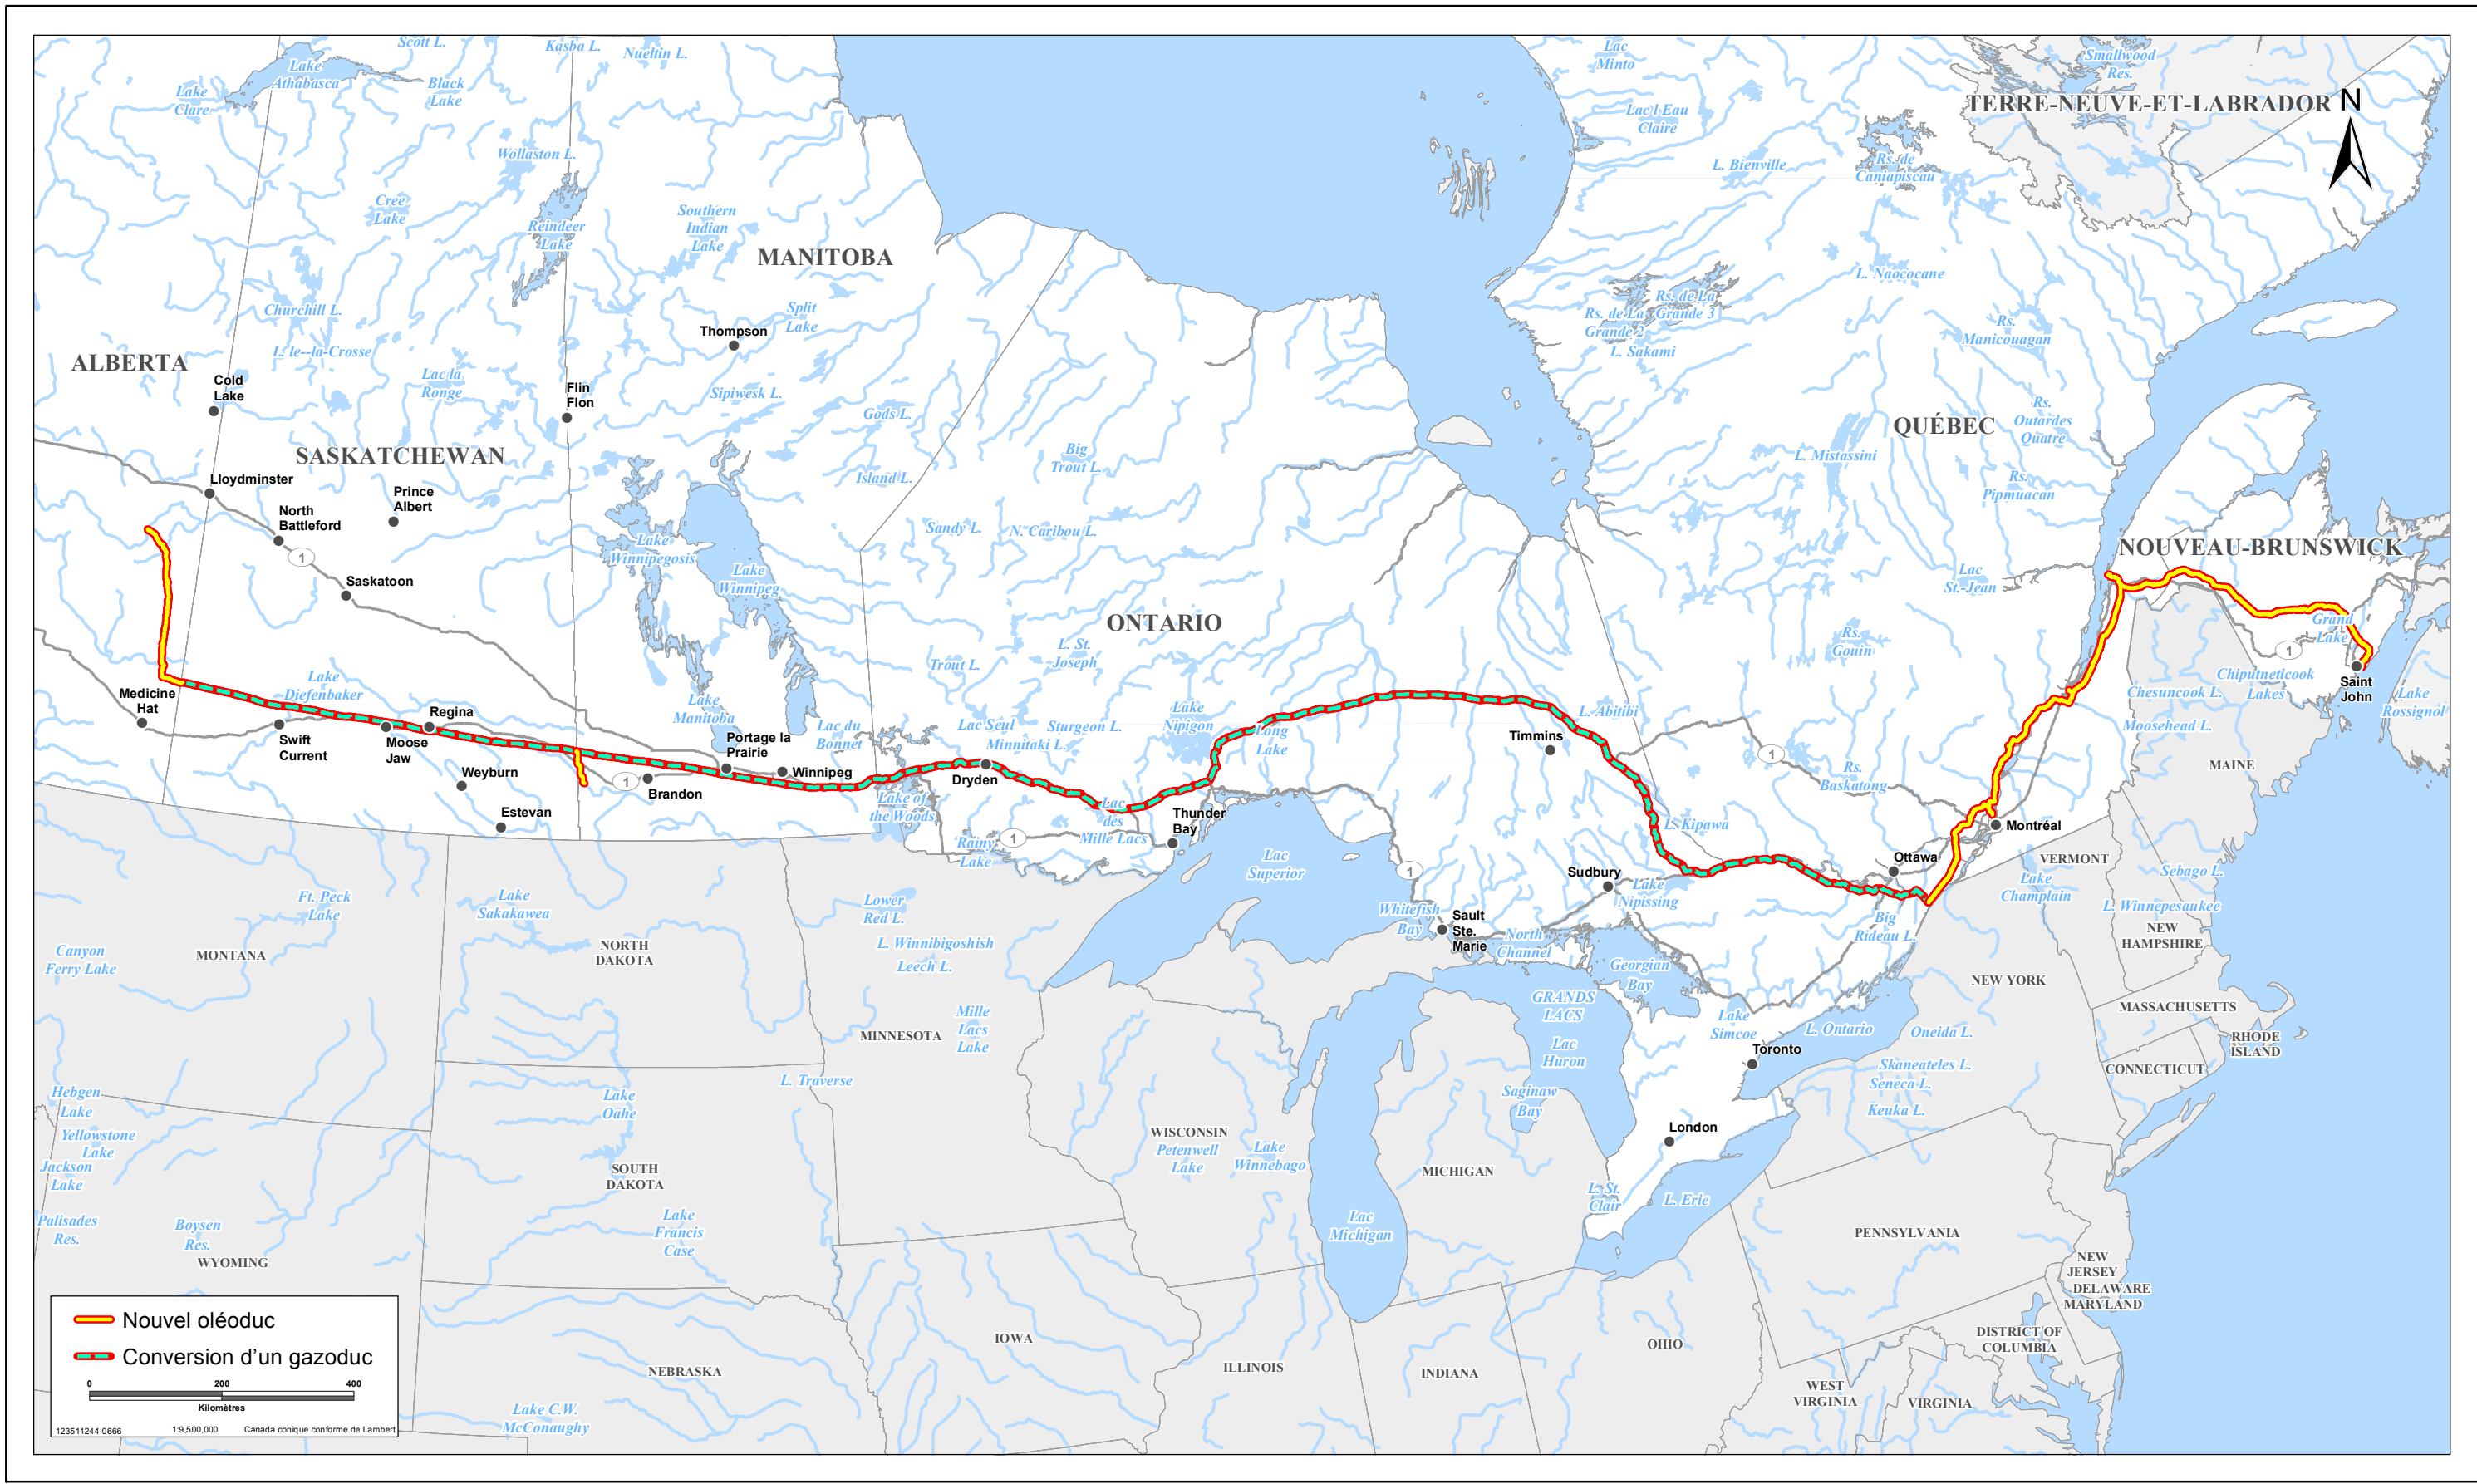 Scott L.
Kasba L.
Nueltin L.
Lake
Athabasca
Black
Lake
Lake
Clare
Wollaston L.
Cree
Lake
Reindeer
Lake
Southern
Indian
Lake
MANITOBA
Churchill L.
Split
Lake
Thompson
L. le--la-Crosse
ALBERTA
Cold
Lake
Lac la
Ronge
Flin
Flon
Sipiwesk L.
Gods L.
SASKATCHEWAN
Island L.
Big
Trout L.
Lloydminster
North
Battleford
Prince
Albert
1
Saskatoon
Lake
Winnipegosis
Lake
Winnipeg
Sandy L.
N. Caribou L.
ONTARIO
Trout L.
L. St.
Joseph
Medicine
Hat
Lake
Diefenbaker
Regina
Swift
Current
Moose
Jaw
Weyburn
Estevan
Lake
Manitoba
Portage la
Prairie
Winnipeg
1
Brandon
Lac du
Bonnet
Lac Seul
Minnitaki L.
Sturgeon L.
Lake
Nipigon
Long
Lake
Dryden
Lake of
the Woods
Rainy
Lake
1
Lac
des
Mille Lacs
Thunder
Bay
Lac
Superior
Timmins
L. Abitibi
1
Rs.
Baskatong
L. Kipawa
Sudbury
Lake
Nipissing
1
Whitefish
Bay
Sault
Ste.
Marie
North
Channel
Georgian
Bay
GRANDS
LACS
Lac
Huron
Saginaw
Bay
Lake
Simcoe
Toronto
L. Ontario
London
L. St.
Clair
L. Erie
Lac
Michigan
Ottawa
Big
Rideau L.
Montréal
Lac
Minto
Lac l Eau
Claire
L. Bienville
Rs. de
Caniapiscau
Smallwood
Res.
TERRE-NEUVE-ET-LABRADOR
N
L. Naococane
Rs. de La
Grande 3
Rs. de La
Grande 2
L. Sakami
Rs.
Manicouagan
Rs.
Outardes
Quatre
QUÉBEC
L. Mistassini
Rs.
Pipmuacan
Lac
St.-Jean
Rs.
Gouin
NOUVEAU-BRUNSWICK
Grand
Lake
1
Chiputneticook
Lakes
Saint
John
Lake
Rossignol
Chesuncook L.
Moosehead L.
MAINE
VERMONT
Lake
Champlain
Sebago L.
L. Winnepesaukee
NEW
HAMPSHIRE
NEW YORK
MASSACHUSETTS
RHODE
ISLAND
CONNECTICUT
Oneida L.
Skaneateles L.
Seneca L.
Keuka L.
PENNSYLVANIA
NEW
JERSEY
DELAWARE
MARYLAND
DISTRICT OF
COLUMBIA
WEST
VIRGINIA
VIRGINIA
OHIO
INDIANA
ILLINOIS
MICHIGAN
WISCONSIN
Petenwell
Lake
Lake
Winnebago
IOWA
MINNESOTA
Lower
Red L.
L. Winnibigoshish
Leech L.
Mille
Lacs
Lake
L. Traverse
NORTH
DAKOTA
Lake
Sakakawea
Lake
Oahe
SOUTH
DAKOTA
Lake
Francis
Case
NEBRASKA
Lake C.W.
McConaughy
MONTANA
Ft. Peck
Lake
Canyon
Ferry Lake
Hebgen
Lake
Yellowstone
Lake
Jackson
Lake
Palisades
Res.
Boysen
Res.
WYOMING
Nouvel oléoduc
Conversion d’un gazoduc
0 200 400
Kilomètres
123511244-0666 1:9,500,000 Canada conique conforme de Lambert